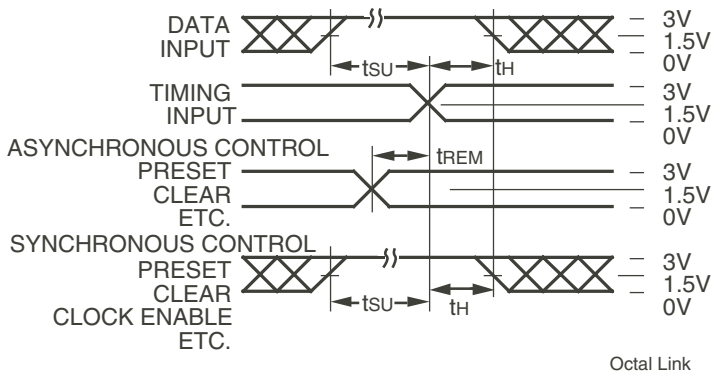 DATA
INPUT
3V
1.5V
0V
tSU
tH
TIMING
INPUT
3V
1.5V
0V
ASYNCHRONOUS CONTROL
tREM
PRESET
CLEAR
ETC.
3V
1.5V
0V
SYNCHRONOUS CONTROL
PRESET
CLEAR
CLOCK ENABLE
ETC.
3V
1.5V
0V
tSU
tH
Octal Link